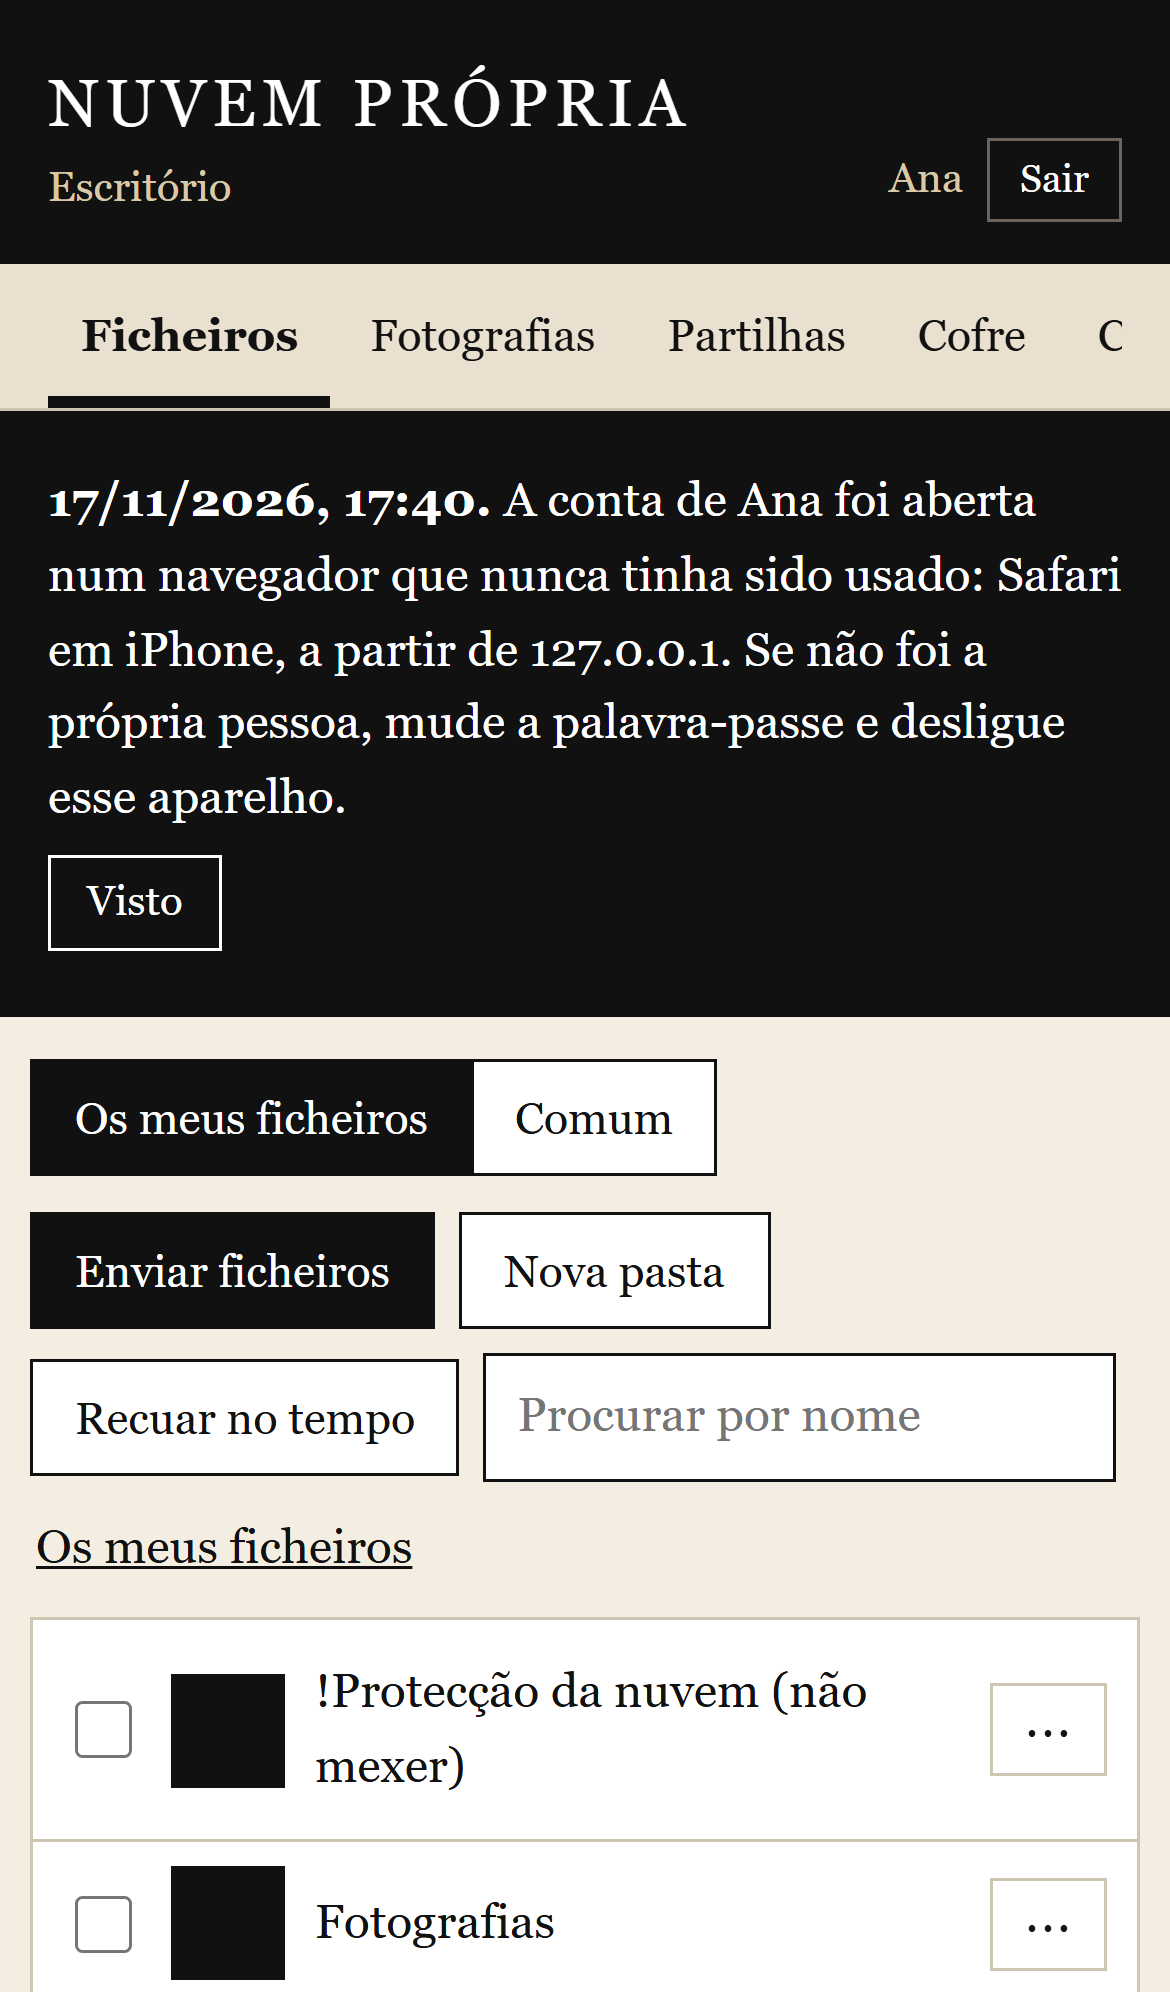 NUVEM PRÓPRIA
Escritório
Ana
Sair
Ficheiros
Fotografias
Partilhas
Cofre
17/11/2026, 17:40. A conta de Ana foi aberta
num navegador que nunca tinha sido usado: Safari
em iPhone, a partir de 127.0.0.1. Se não foi a
própria pessoa, mude a palavra-passe e desligue
esse aparelho.
Visto
Os meus ficheiros
Comum
Enviar ficheiros
Nova pasta
Recuar no tempo
Procurar por nome
Os meus ficheiros
!Protecção da nuvem (não
mexer)
...
Fotografias
...